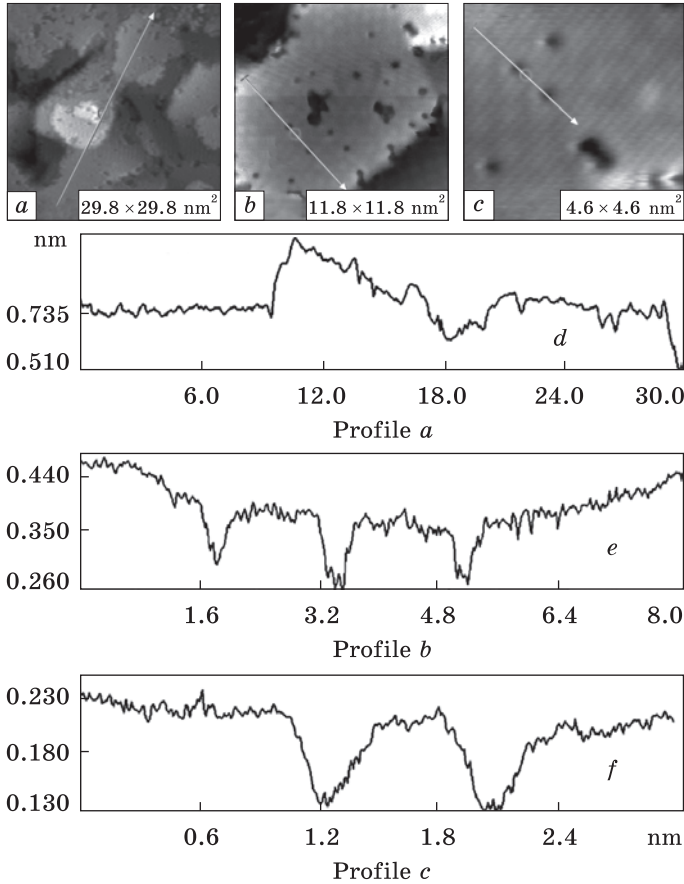 a 29.8 × 29.8 nm²
b 11.8 × 11.8 nm²
c 4.6 × 4.6 nm²
nm
0.735
0.510
d
6.0 12.0 18.0 24.0 30.0
Profile a
0.440
0.350
0.260
e
1.6 3.2 4.8 6.4 8.0
Profile b
0.230
0.180
0.130
f
0.6 1.2 1.8 2.4 nm
Profile c